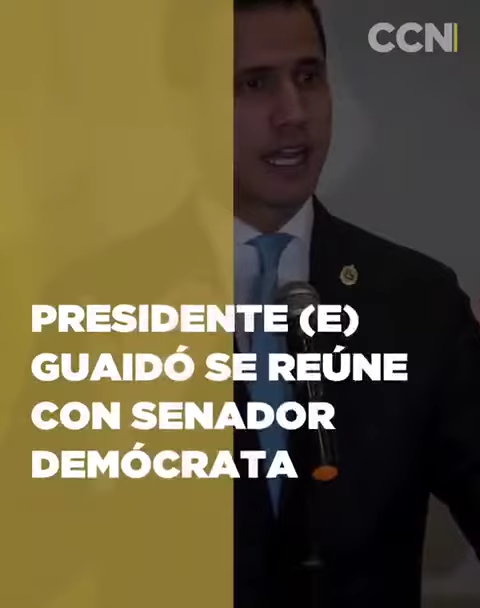 CCN
PRESIDENTE (E)
GUAIDÓ SE REÚNE
CON SENADOR
DEMÓCRATA